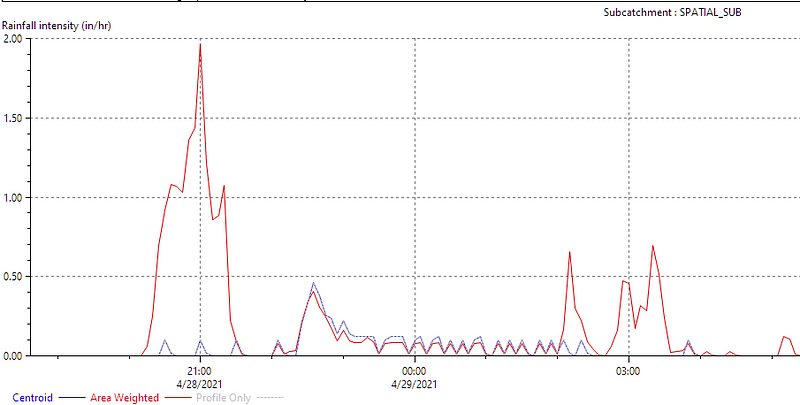 Subcatchment : SPATIAL_SUB
Rainfall intensity (in/hr)
2.00
1.50
1.00
0.50
0.00
21:00 00:00 03:00
4/28/2021 4/29/2021
Centroid Area Weighted Profile Only